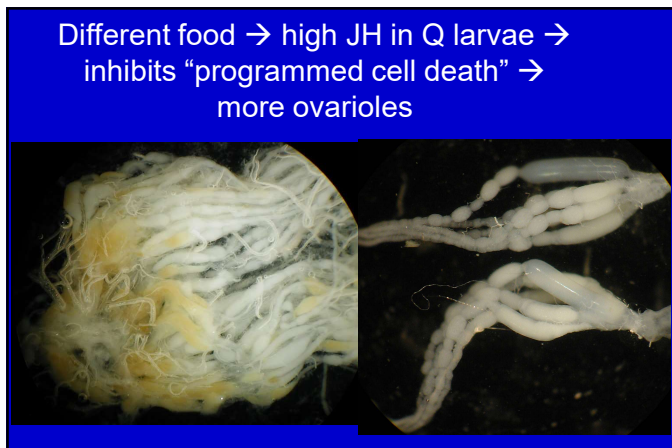 Different food → high JH in Q larvae →
inhibits “programmed cell death” →
more ovarioles